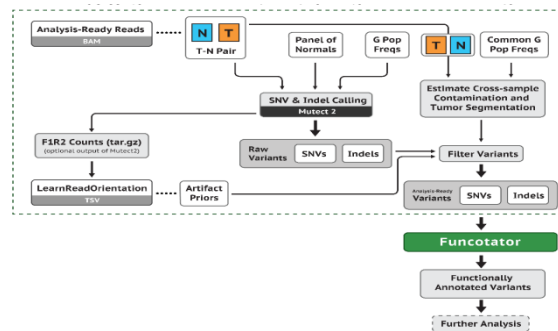 Analysis-Ready Reads
BAM
N T
T-N Pair
Panel of
Normals
G Pop
Freqs
T N
Common G
Pop Freqs
SNV & Indel Calling
Mutect 2
Estimate Cross-sample
Contamination and
Tumor Segmentation
F1R2 Counts (tar.gz)
(optional output of Mutect2)
Raw
Variants
SNVs
Indels
Filter Variants
LearnReadOrientation
TSV
Artifact
Priors
Analysis-Ready
Variants
SNVs
Indels
Funcotator
Functionally
Annotated Variants
Further Analysis